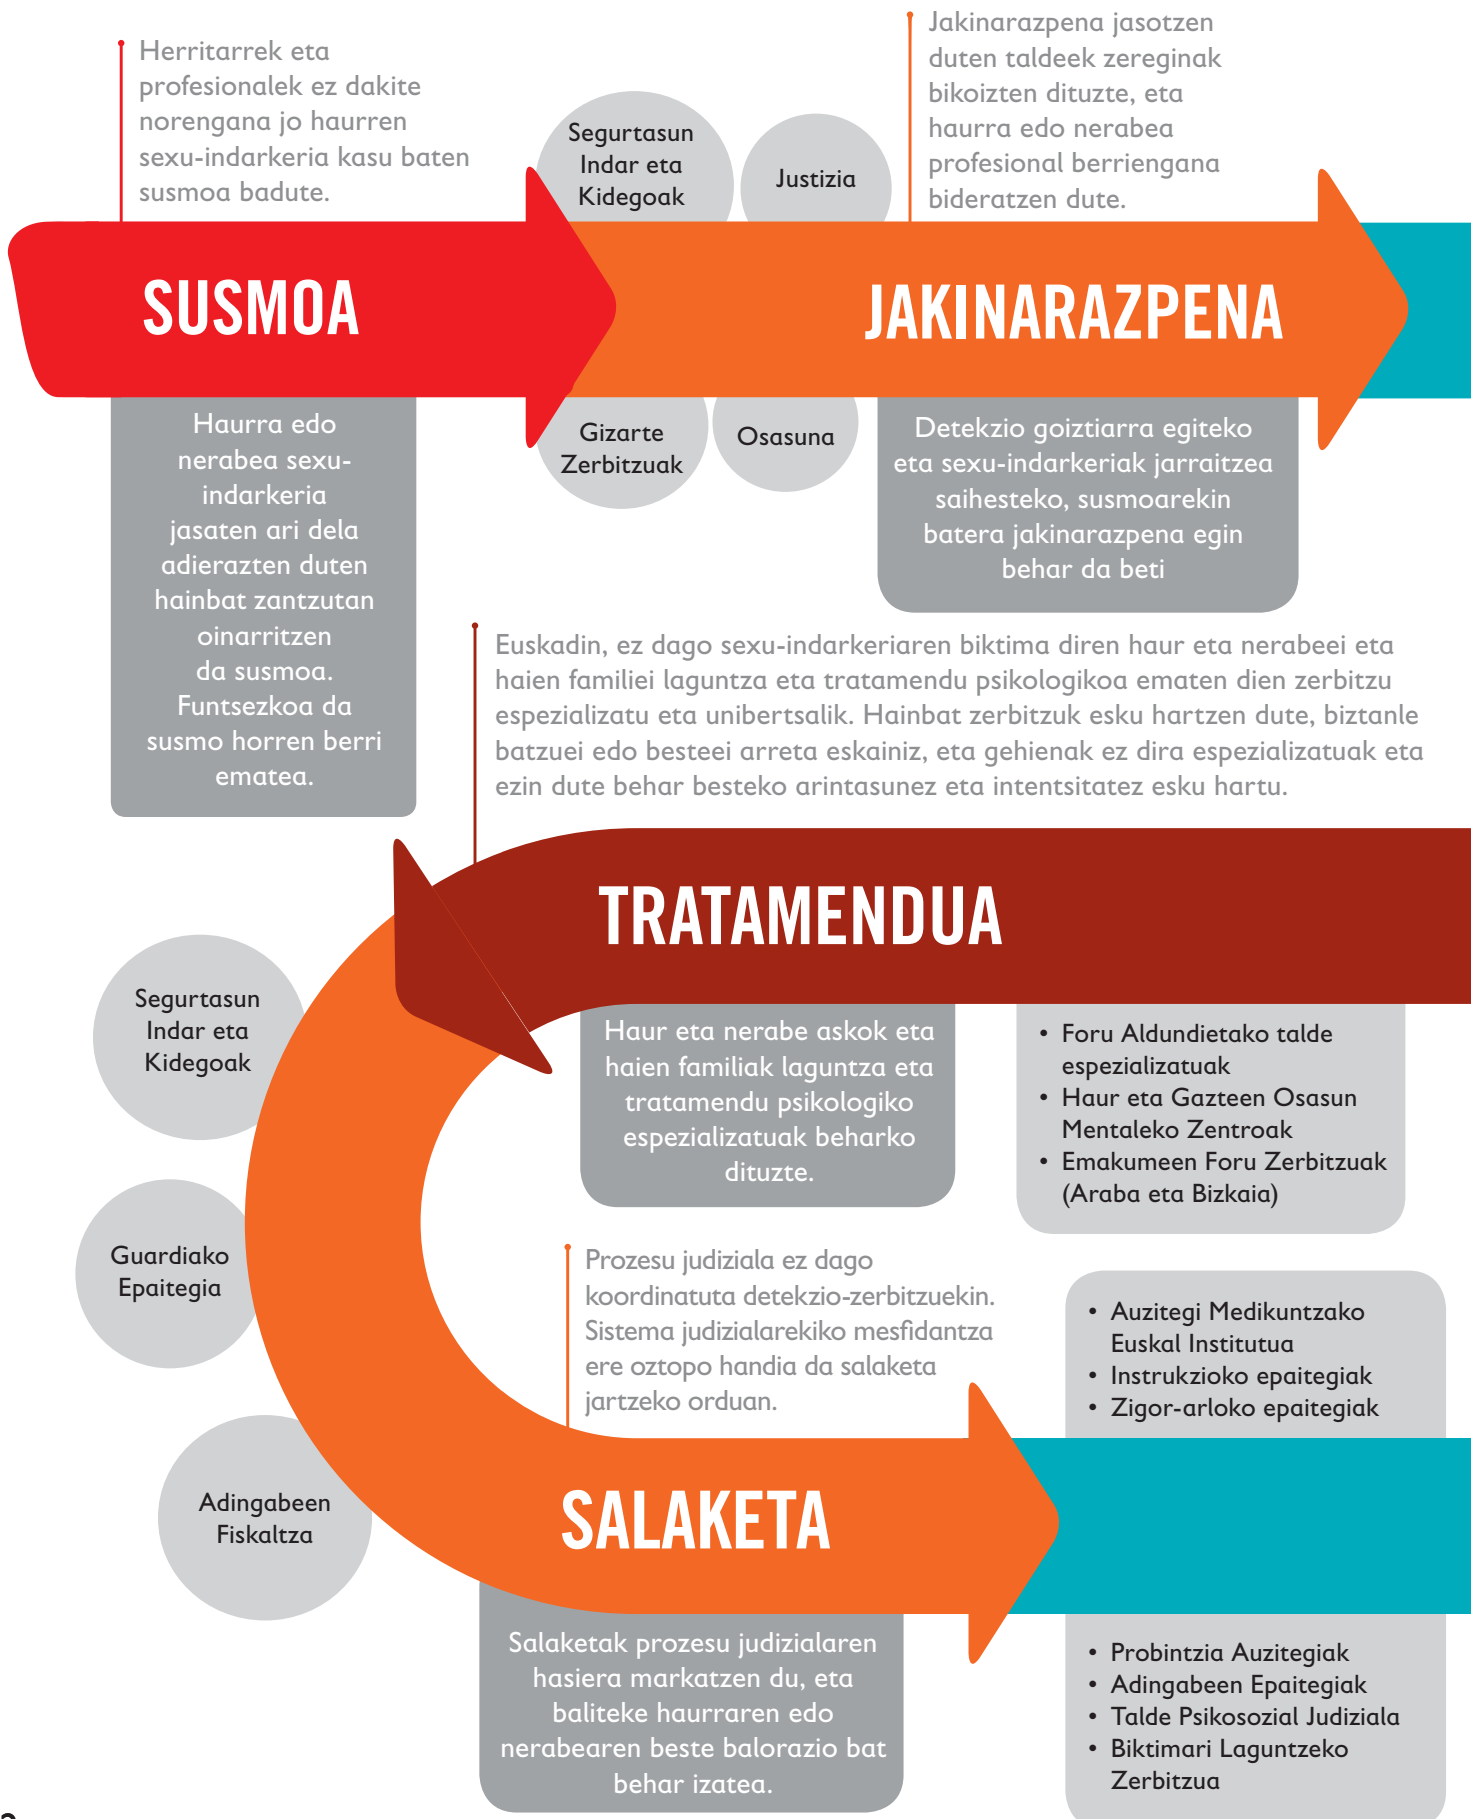 Herritarrek eta
profesionalek ez dakite
norengana jo haurren
sexu-indarkeria kasu baten
susmoa badute.
Segurtasun
Indar eta
Kidegoak
Justizia
Jakinarazpena jasotzen
duten taldeek zereginak
bikoizten dituzte, eta
haurra edo nerabea
profesional berriengana
bideratzen dute.
SUSMOA
JAKINARAZPENA
Haurra edo
nerabea sexu-
indarkeria
jasaten ari dela
adierazten duten
hainbat zantzutan
oinarritzen
da susmoa.
Funtsezkoa da
susmo horren berri
ematea.
Gizarte
Zerbitzuak
Osasuna
Detekzio goiztiarra egiteko
eta sexu-indarkeriak jarraitzea
saihesteko, susmoarekin
batera jakinarazpena egin
behar da beti
Euskadin, ez dago sexu-indarkeriaren biktima diren haur eta nerabeei eta
haien familiei laguntza eta tratamendu psikologikoa ematen dien zerbitzu
espezializatu eta unibertsalik. Hainbat zerbitzuk esku hartzen dute, biztanle
batzuei edo besteei arreta eskainiz, eta gehienak ez dira espezializatuak eta
ezin dute behar besteko arintasunez eta intentsitatez esku hartu.
TRATAMENDUA
Haur eta nerabe askok eta
haien familiak laguntza eta
tratamendu psikologiko
espezializatuak beharko
dituzte.
• Foru Aldundietako talde
espezializatuak
• Haur eta Gazteen Osasun
Mentaleko Zentroak
• Emakumeen Foru Zerbitzuak
(Araba eta Bizkaia)
Segurtasun
Indar eta
Kidegoak
Guardiako
Epaitegia
Adingabeen
Fiskaltza
Prozesu judiziala ez dago
koordinatuta detekzio-zerbitzuekin.
Sistema judizialarekiko mesfidantza
ere oztopo handia da salaketa
jartzeko orduan.
• Auzitegi Medikuntzako
Euskal Institutua
• Instrukzioko epaitegiak
• Zigor-arloko epaitegiak
SALAKETA
Salaketak prozesu judizialaren
hasiera markatzen du, eta
baliteke haurraren edo
nerabearen beste balorazio bat
behar izatea.
• Probintzia Auzitegiak
• Adingabeen Epaitegiak
• Talde Psikosozial Judiziala
• Biktimari Laguntzeko
Zerbitzua